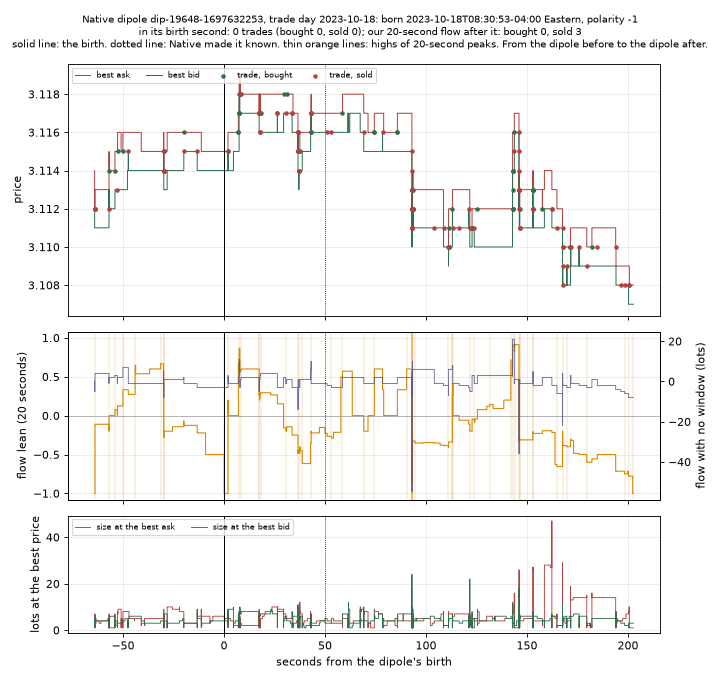 Native dipole dip-19648-1697632253, trade day 2023-10-18: born 2023-10-18T08:30:53-04:00 Eastern, polarity -1
in its birth second: 0 trades (bought 0, sold 0); our 20-second flow after it: bought 0, sold 3
solid line: the birth. dotted line: Native made it known. thin orange lines: highs of 20-second peaks. From the dipole before to the dipole after.
best ask
best bid
trade, bought
trade, sold
3.118
3.116
3.114
3.112
3.110
3.108
price
1.0
0.5
0.0
−0.5
−1.0
flow lean (20 seconds)
20
0
−20
−40
flow with no window (lots)
size at the best ask
size at the best bid
40
20
0
lots at the best price
−50
0
50
100
150
200
seconds from the dipole's birth